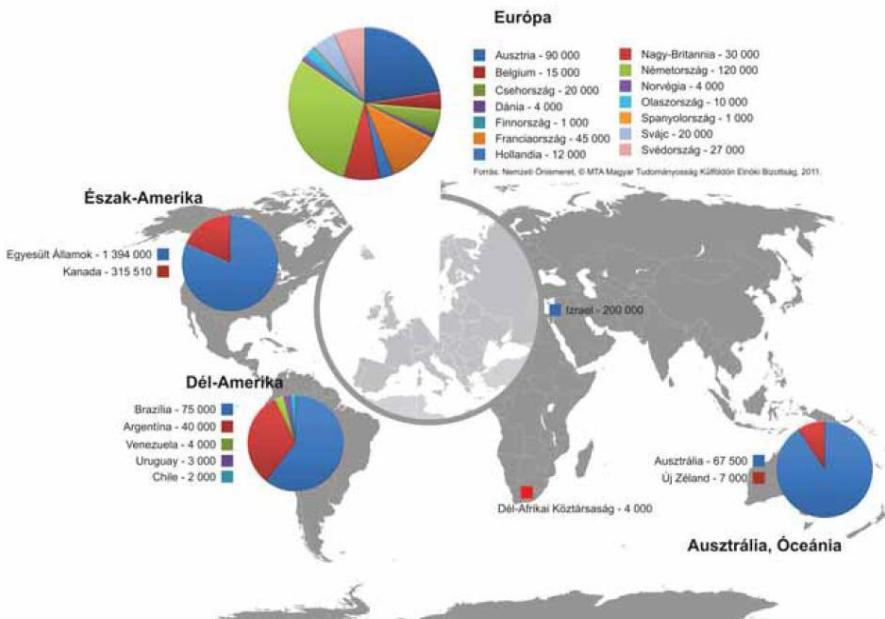 Európa
Ausztria - 90 000
Belgium - 15 000
Csehország - 20 000
Dánia - 4 000
Finnország - 1 000
Franciaország - 45 000
Hollandia - 12 000
Nagy-Britannia - 30 000
Németország - 120 000
Norvégia - 4 000
Olaszország - 10 000
Spanyolország - 1 000
Svájc - 20 000
Svédország - 27 000
Forrás: Nemzeti Önismeret, © MTA Magyar Tudományosság Külföldön Elnöki Bizottság, 2011.
Észak-Amerika
Egyesült Államok - 1 394 000
Kanada - 315 510
Izrael - 200 000
Dél-Amerika
Brazília - 75 000
Argentína - 40 000
Venezuela - 4 000
Uruguay - 3 000
Chile - 2 000
Dél-Afrikai Köztársaság - 4 000
Ausztrália - 67 500
Új Zéland - 7 000
Ausztrália, Óceánia